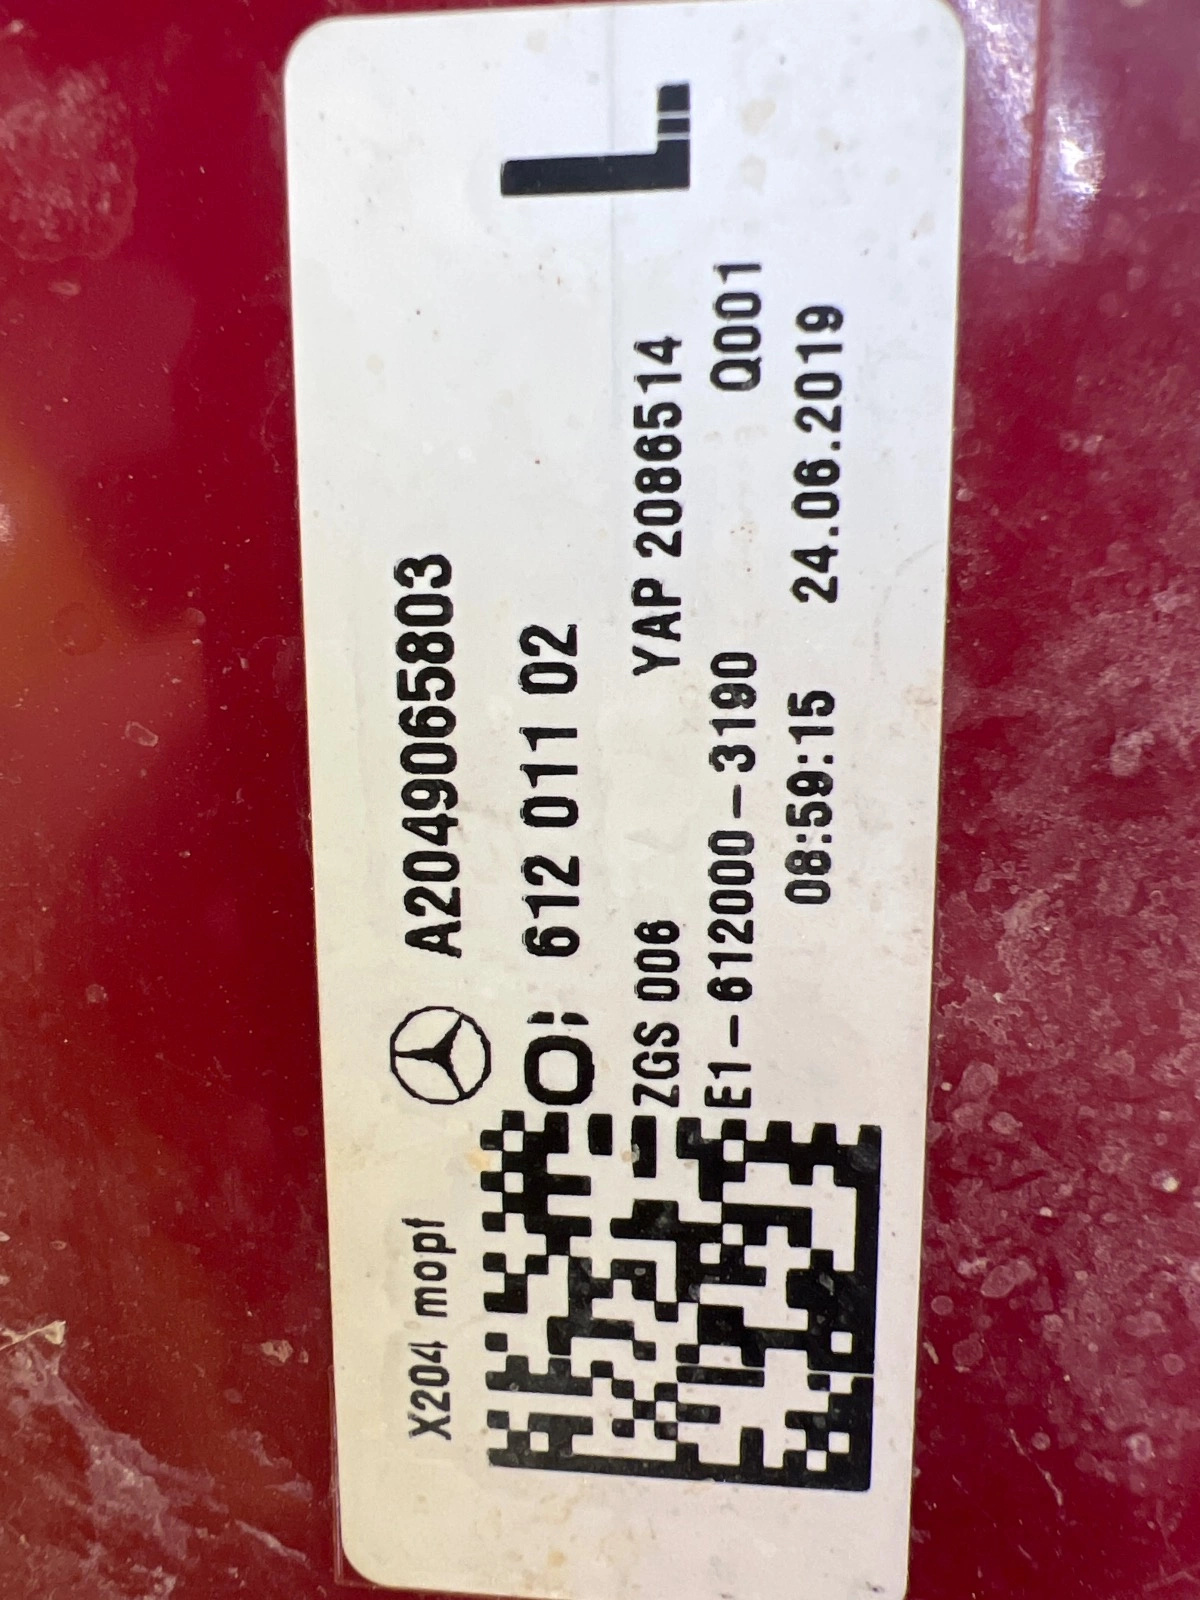 L
X204 mopf A2049065803
612 011 02
ZGS 006 YAP 2086514
E1-612000-3190 Q001
08:59:15 24.06.2019